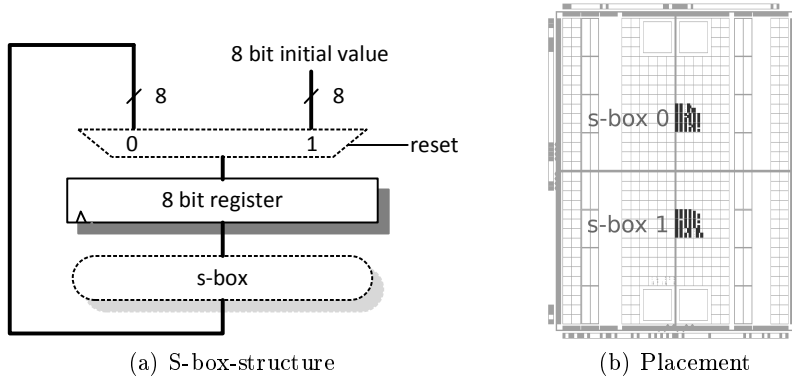 8 bit initial value
8 8
0 1
reset
8 bit register
s-box
(a) S-box-structure
s-box 0
s-box 1
(b) Placement